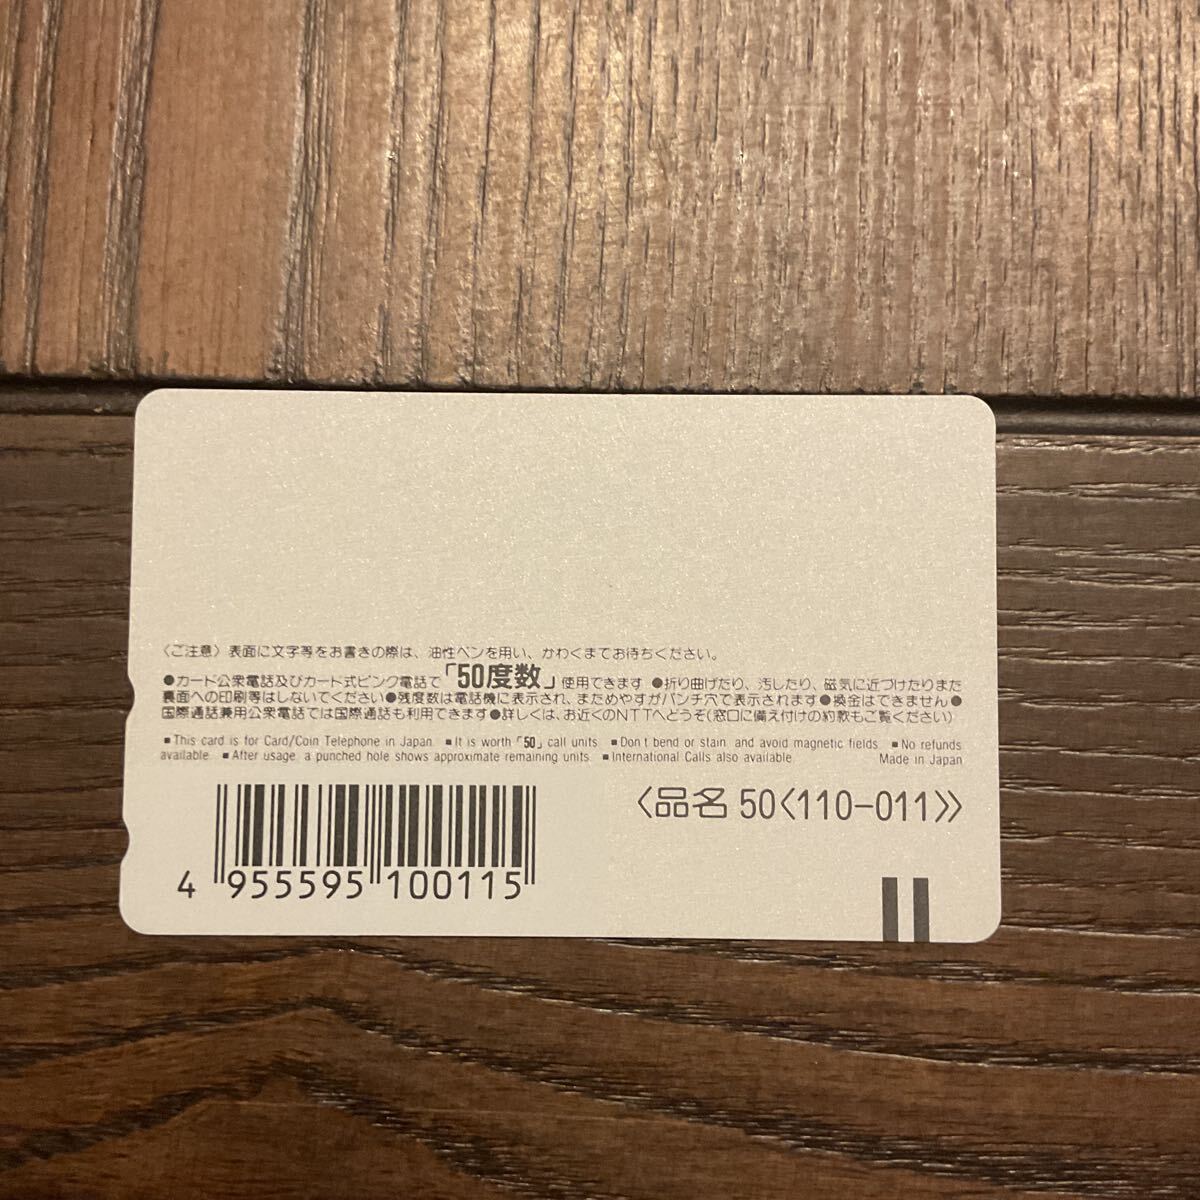 〈ご注意〉表面に文字等をお書きの際は、油性ペンを用い、かわくまでお待ちください。
●カード公衆電話及びカード式ピンク電話で「50度数」使用できます ●折り曲げたり、汚したり、磁気に近づけたりまた
裏面への印刷等はしないでください●残度数は電話機に表示され、まためやすがパンチ穴で表示されます●換金はできません●
国際通話兼用公衆電話では国際通話も利用できます●詳しくは、お近くのNTTへどうぞ(窓口に備え付けの約款もご覧ください)
■This card is for Card/Coin Telephone in Japan. ■It is worth「50」call units. ■Don't bend or stain, and avoid magnetic fields. ■No refunds
available. ■After usage, a punched hole shows approximate remaining units. ■International Calls also available. Made in Japan
〈品名 50〈110-011〉〉
4 955595 100115